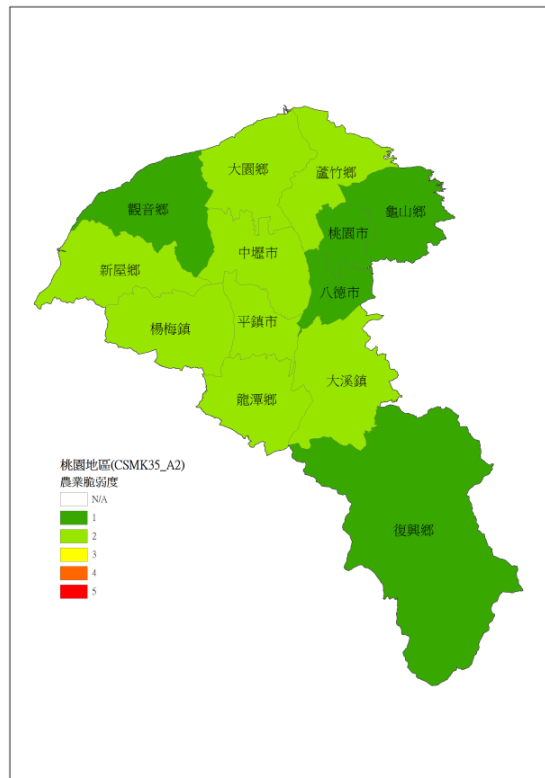 大園鄉
蘆竹鄉
觀音鄉
龜山鄉
桃園市
中壢市
新屋鄉
八德市
平鎮市
楊梅鎮
大溪鎮
龍潭鄉
桃園地區(CSMK35_A2)
農業脆弱度
N/A
1
2
3
4
5
復興鄉